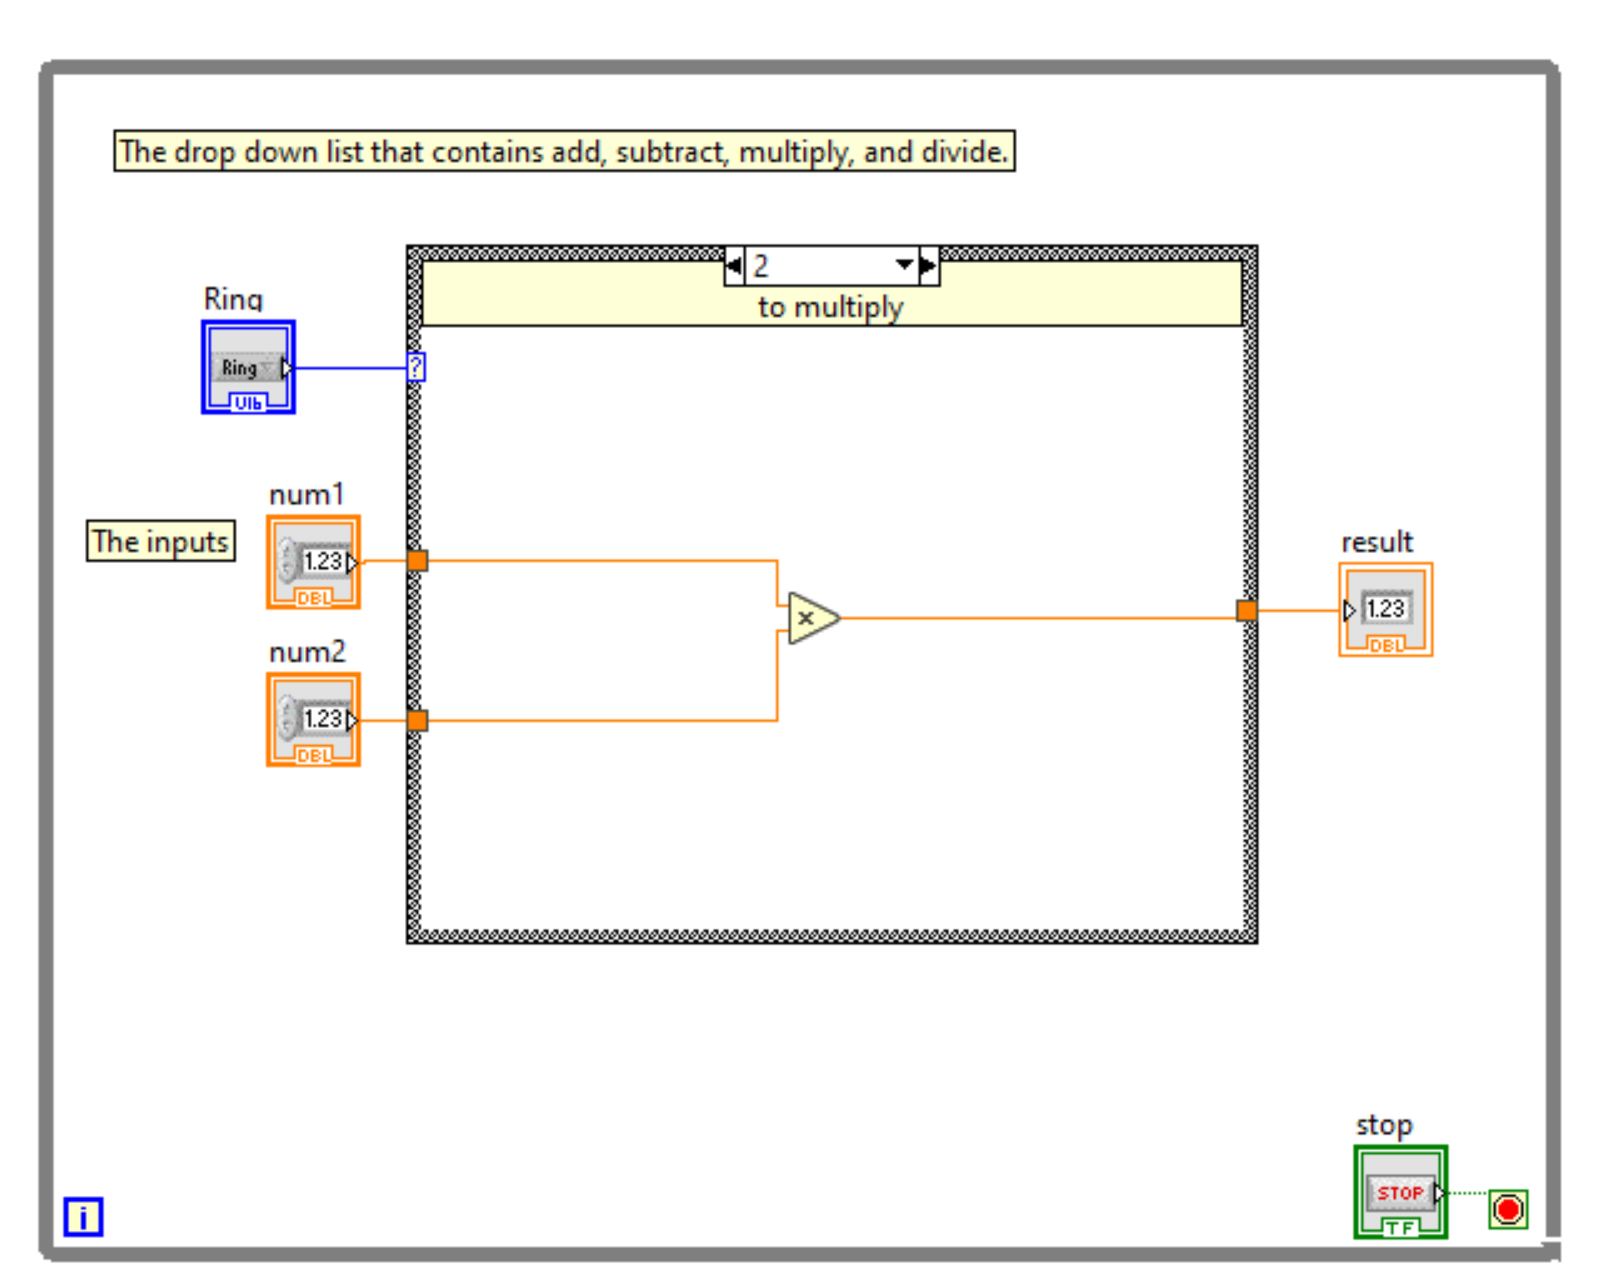 The drop down list that contains add, subtract, multiply, and divide.
2
to multiply
Ring
Ring
U16
?
num1
The inputs
1.23
DBL
num2
1.23
DBL
×
result
1.23
DBL
stop
STOP
TF
i